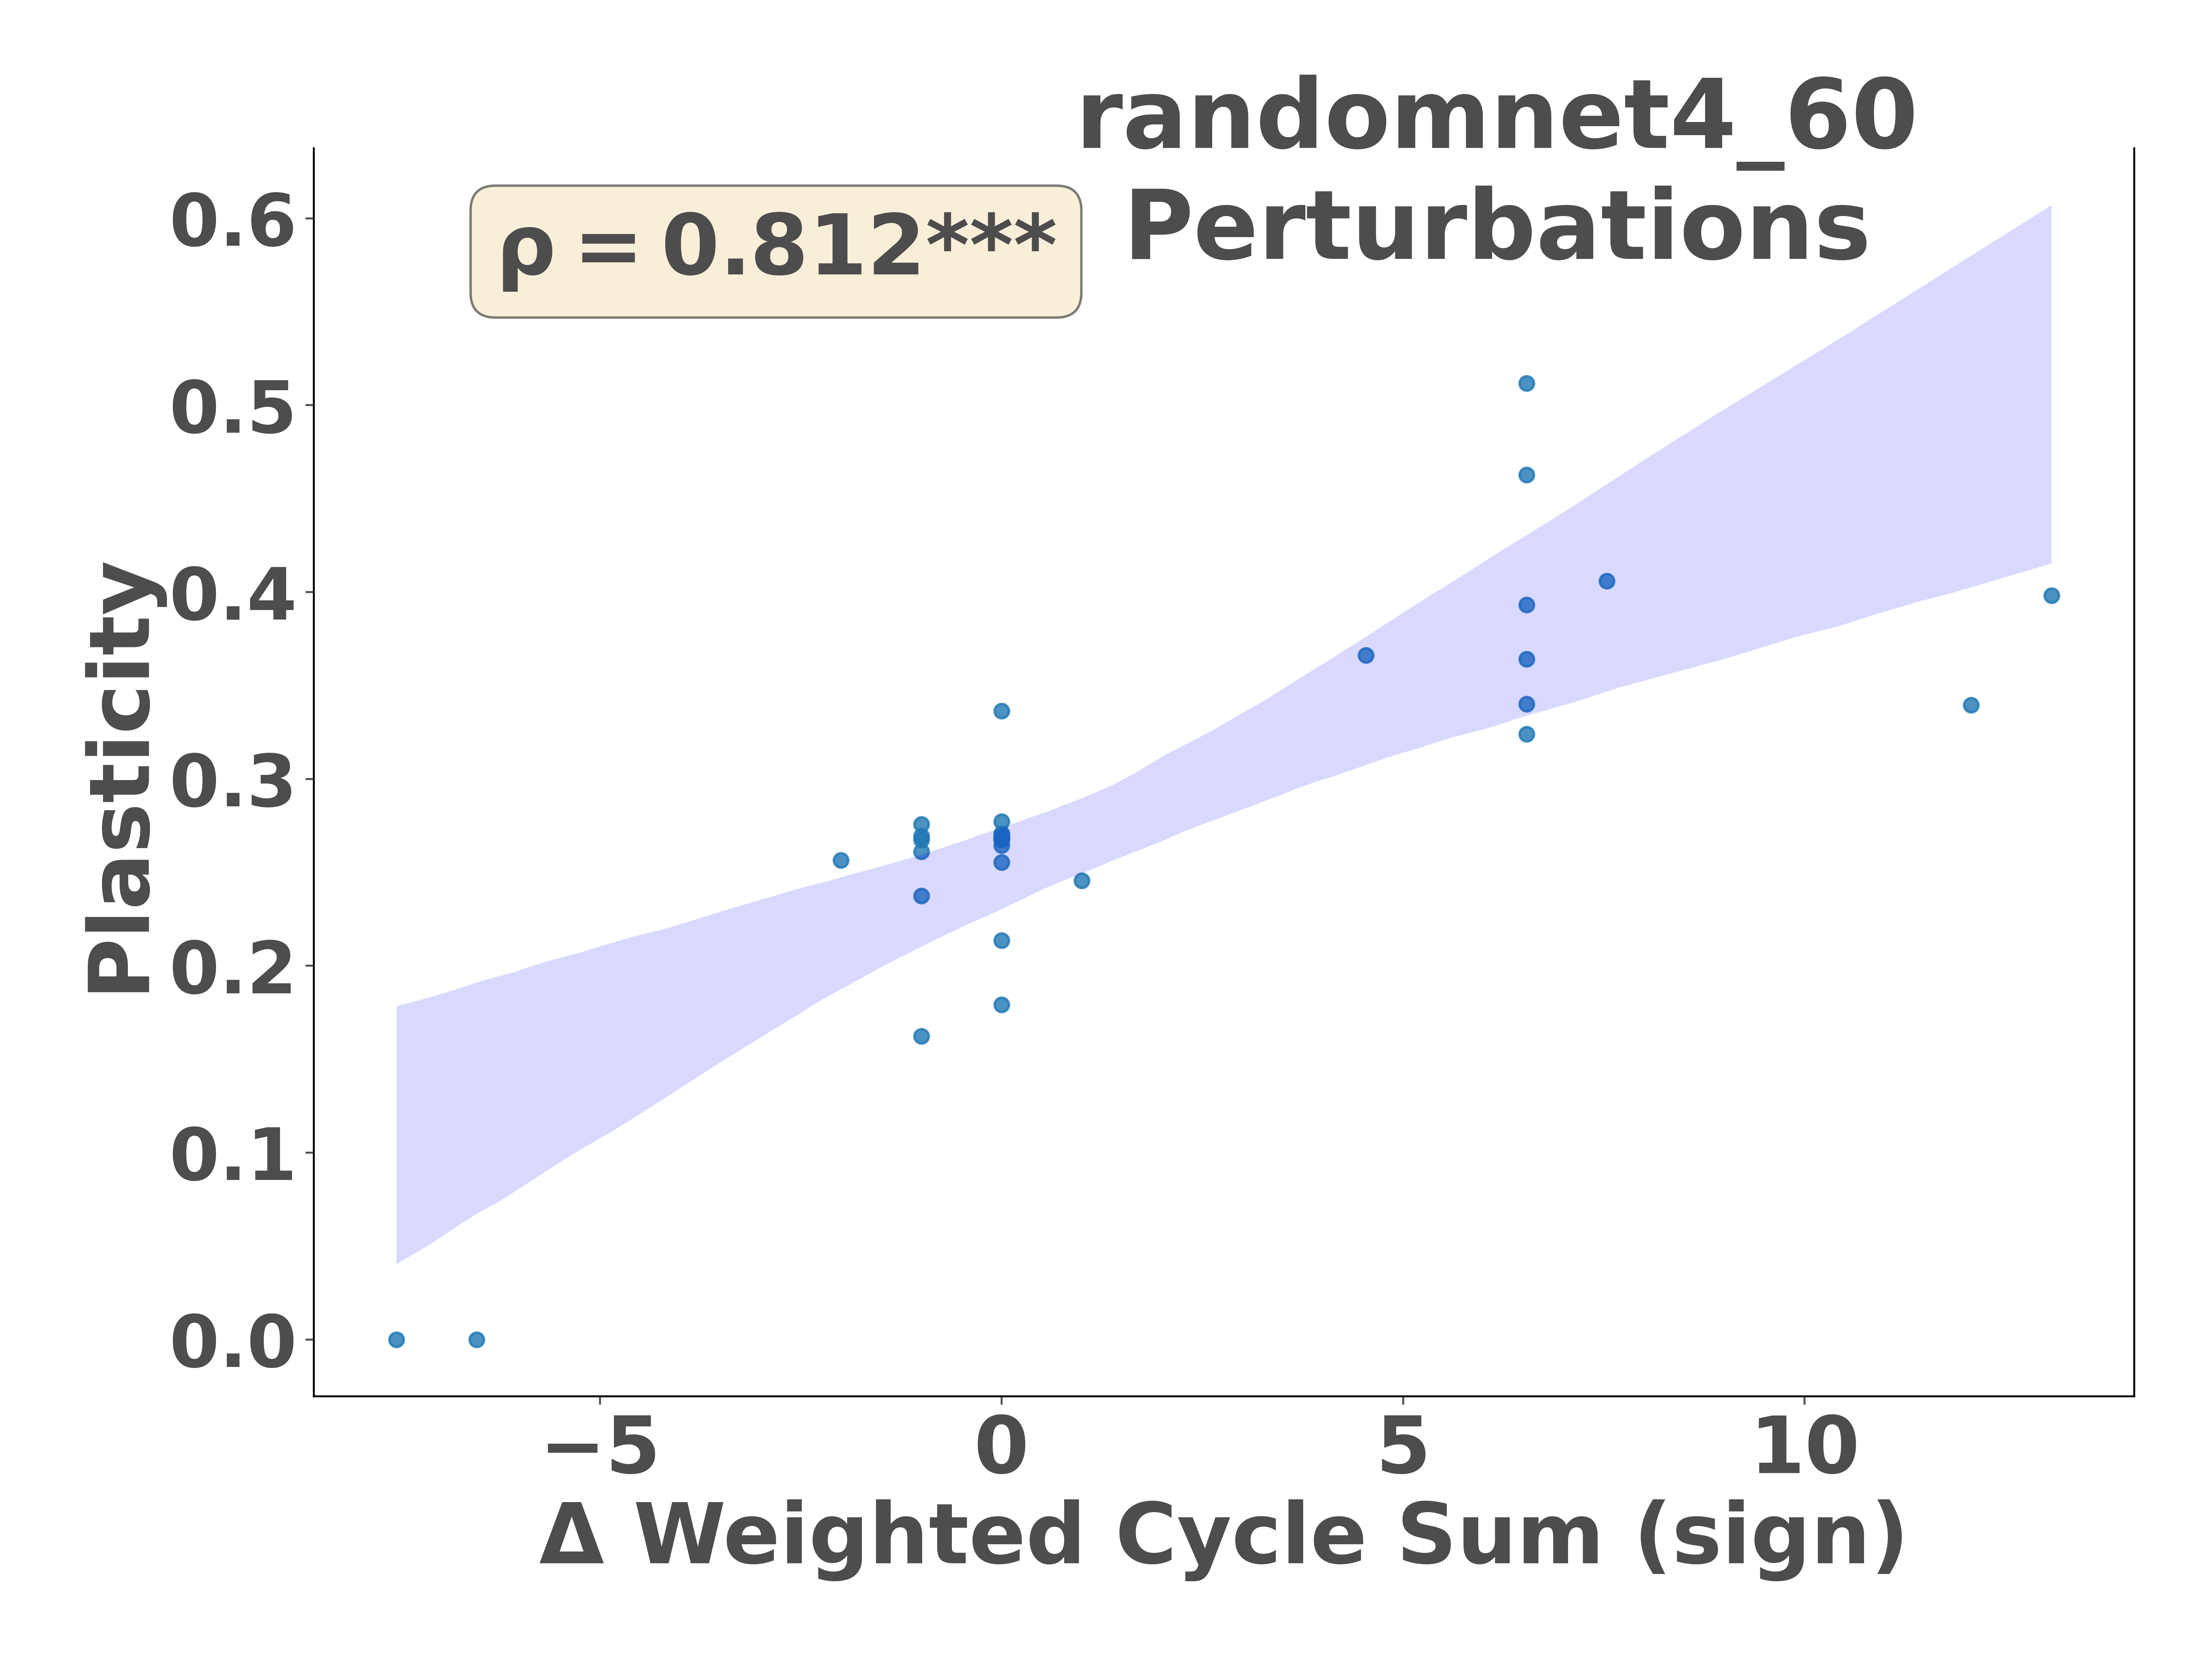 randomnet4_60
Perturbations
ρ = 0.812***
Plasticity
0.6
0.5
0.4
0.3
0.2
0.1
0.0
−5 0 5 10
Δ Weighted Cycle Sum (sign)